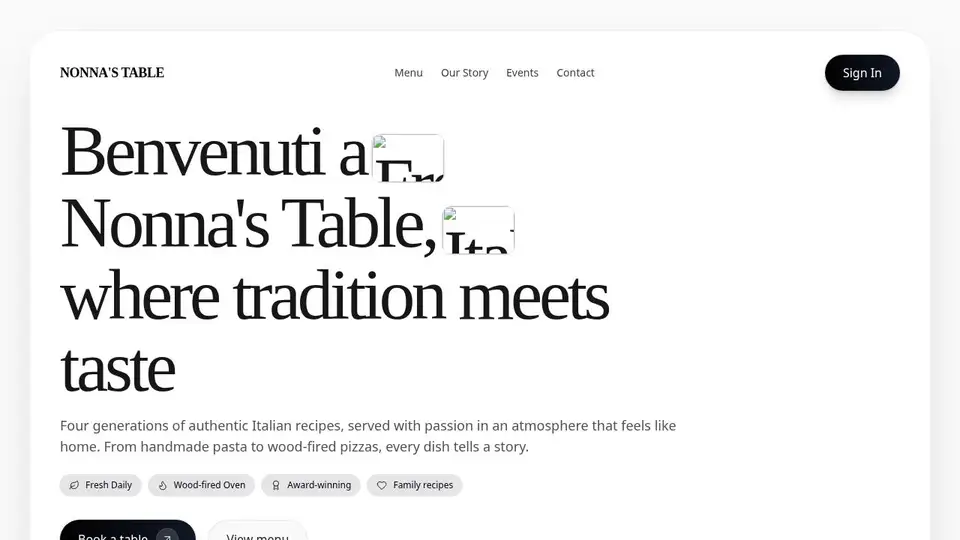 NONNA'S TABLE
Menu
Our Story
Events
Contact
Sign In
Benvenuti a
Nonna's Table,
where tradition meets
taste
Four generations of authentic Italian recipes, served with passion in an atmosphere that feels like
home. From handmade pasta to wood-fired pizzas, every dish tells a story.
Fresh Daily
Wood-fired Oven
Award-winning
Family recipes
Book a table
View menu